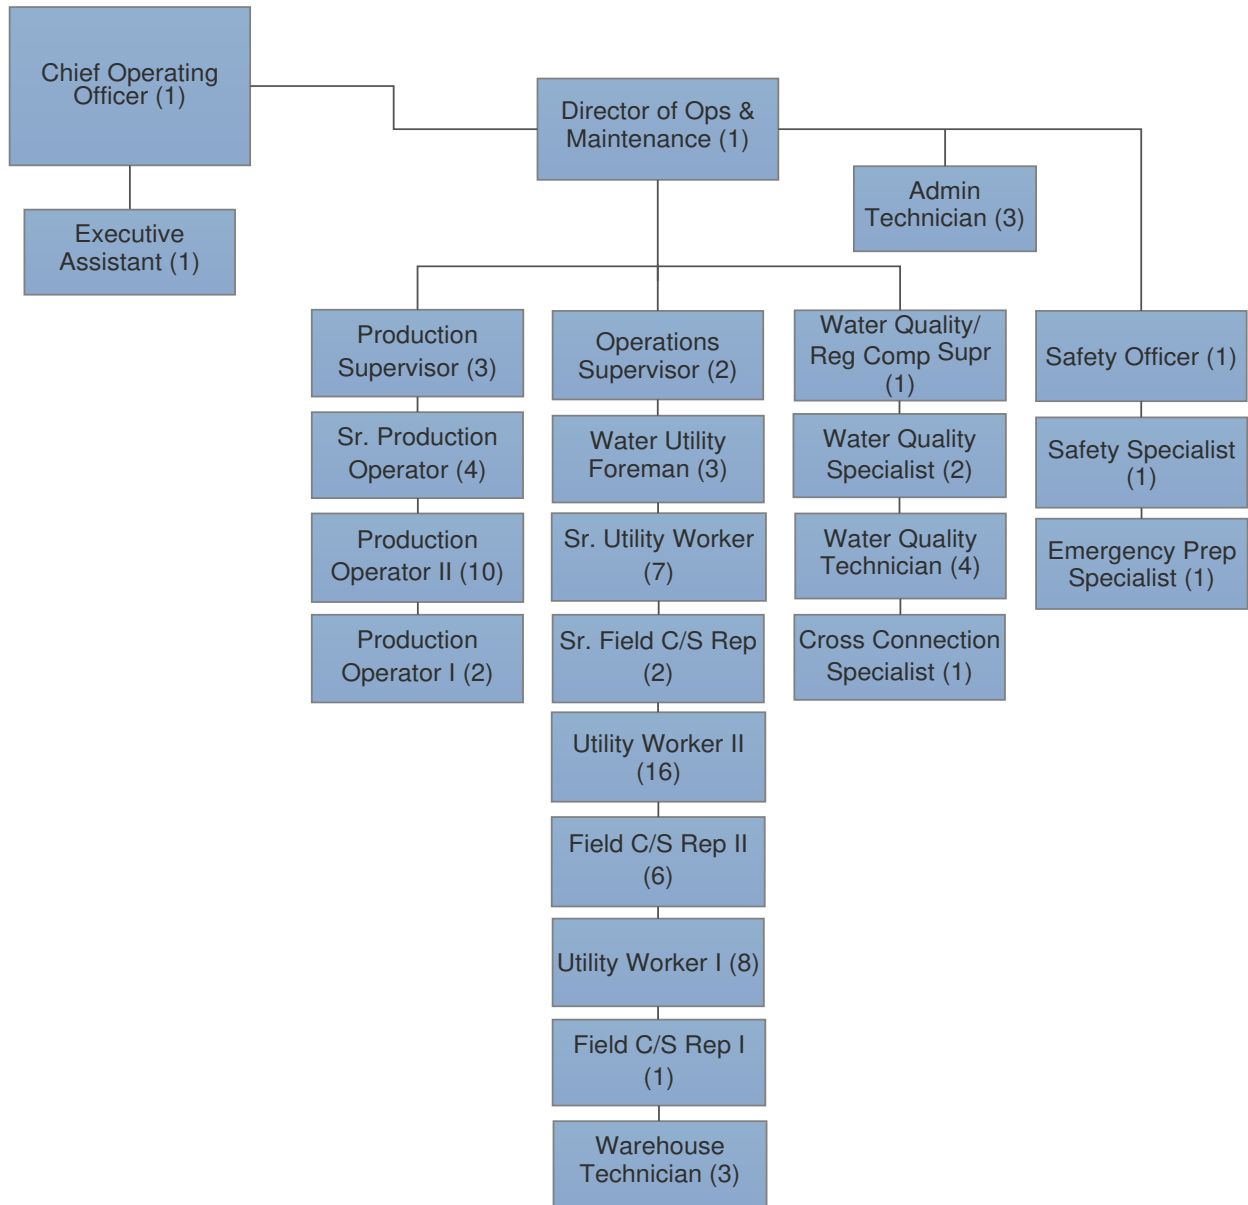 Chief Operating
Officer (1)
Director of Ops &
Maintenance (1)
Admin
Technician (3)
Executive
Assistant (1)
Production
Supervisor (3)
Operations
Supervisor (2)
Water Quality/
Reg Comp Supr
(1)
Safety Officer (1)
Sr. Production
Operator (4)
Water Utility
Foreman (3)
Water Quality
Specialist (2)
Safety Specialist
(1)
Production
Operator II (10)
Sr. Utility Worker
(7)
Water Quality
Technician (4)
Emergency Prep
Specialist (1)
Production
Operator I (2)
Sr. Field C/S Rep
(2)
Cross Connection
Specialist (1)
Utility Worker II
(16)
Field C/S Rep II
(6)
Utility Worker I (8)
Field C/S Rep I
(1)
Warehouse
Technician (3)